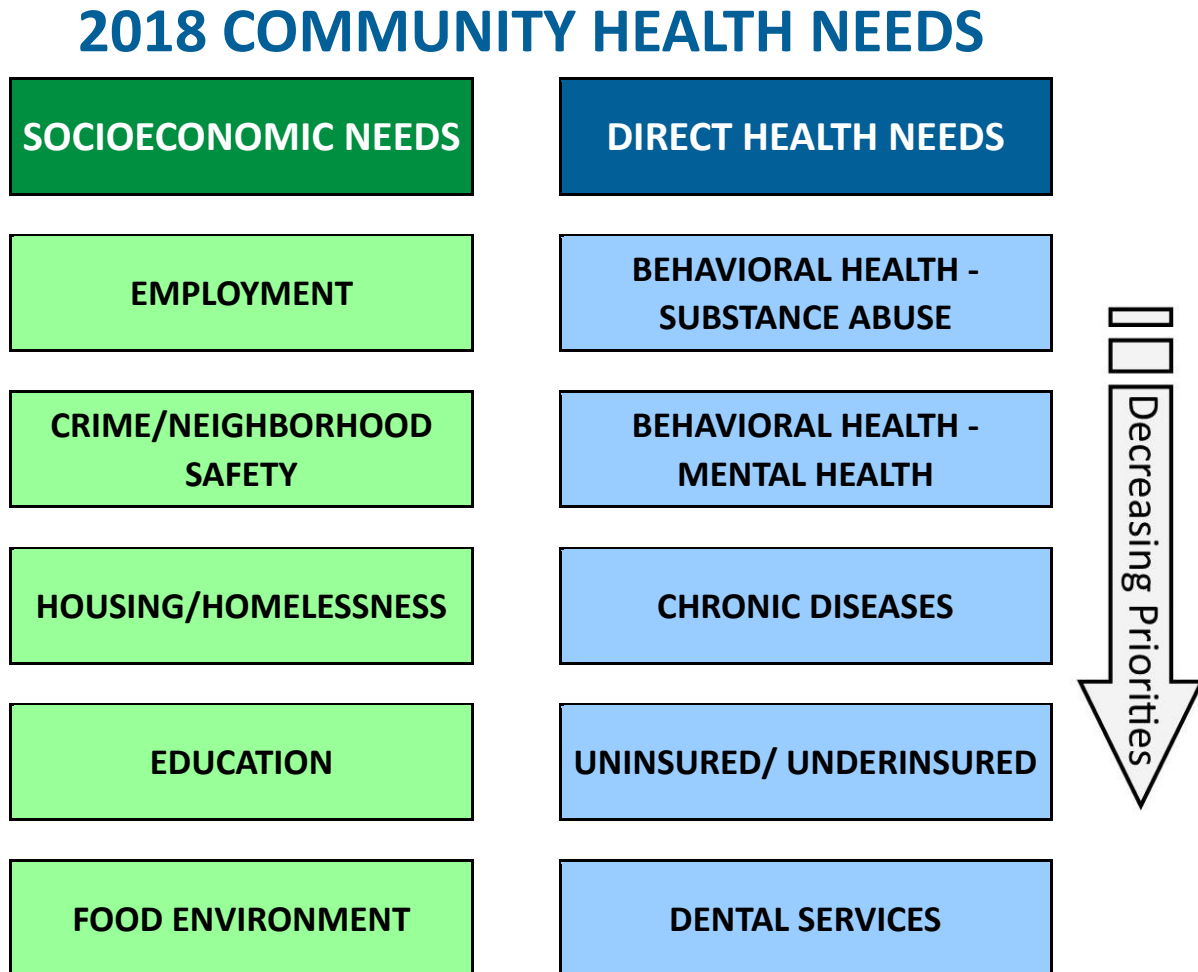 2018 COMMUNITY HEALTH NEEDS
SOCIOECONOMIC NEEDS
DIRECT HEALTH NEEDS
EMPLOYMENT
BEHAVIORAL HEALTH -
SUBSTANCE ABUSE
CRIME/NEIGHBORHOOD
SAFETY
BEHAVIORAL HEALTH -
MENTAL HEALTH
HOUSING/HOMELESSNESS
CHRONIC DISEASES
EDUCATION
UNINSURED/ UNDERINSURED
FOOD ENVIRONMENT
DENTAL SERVICES
Decreasing Priorities